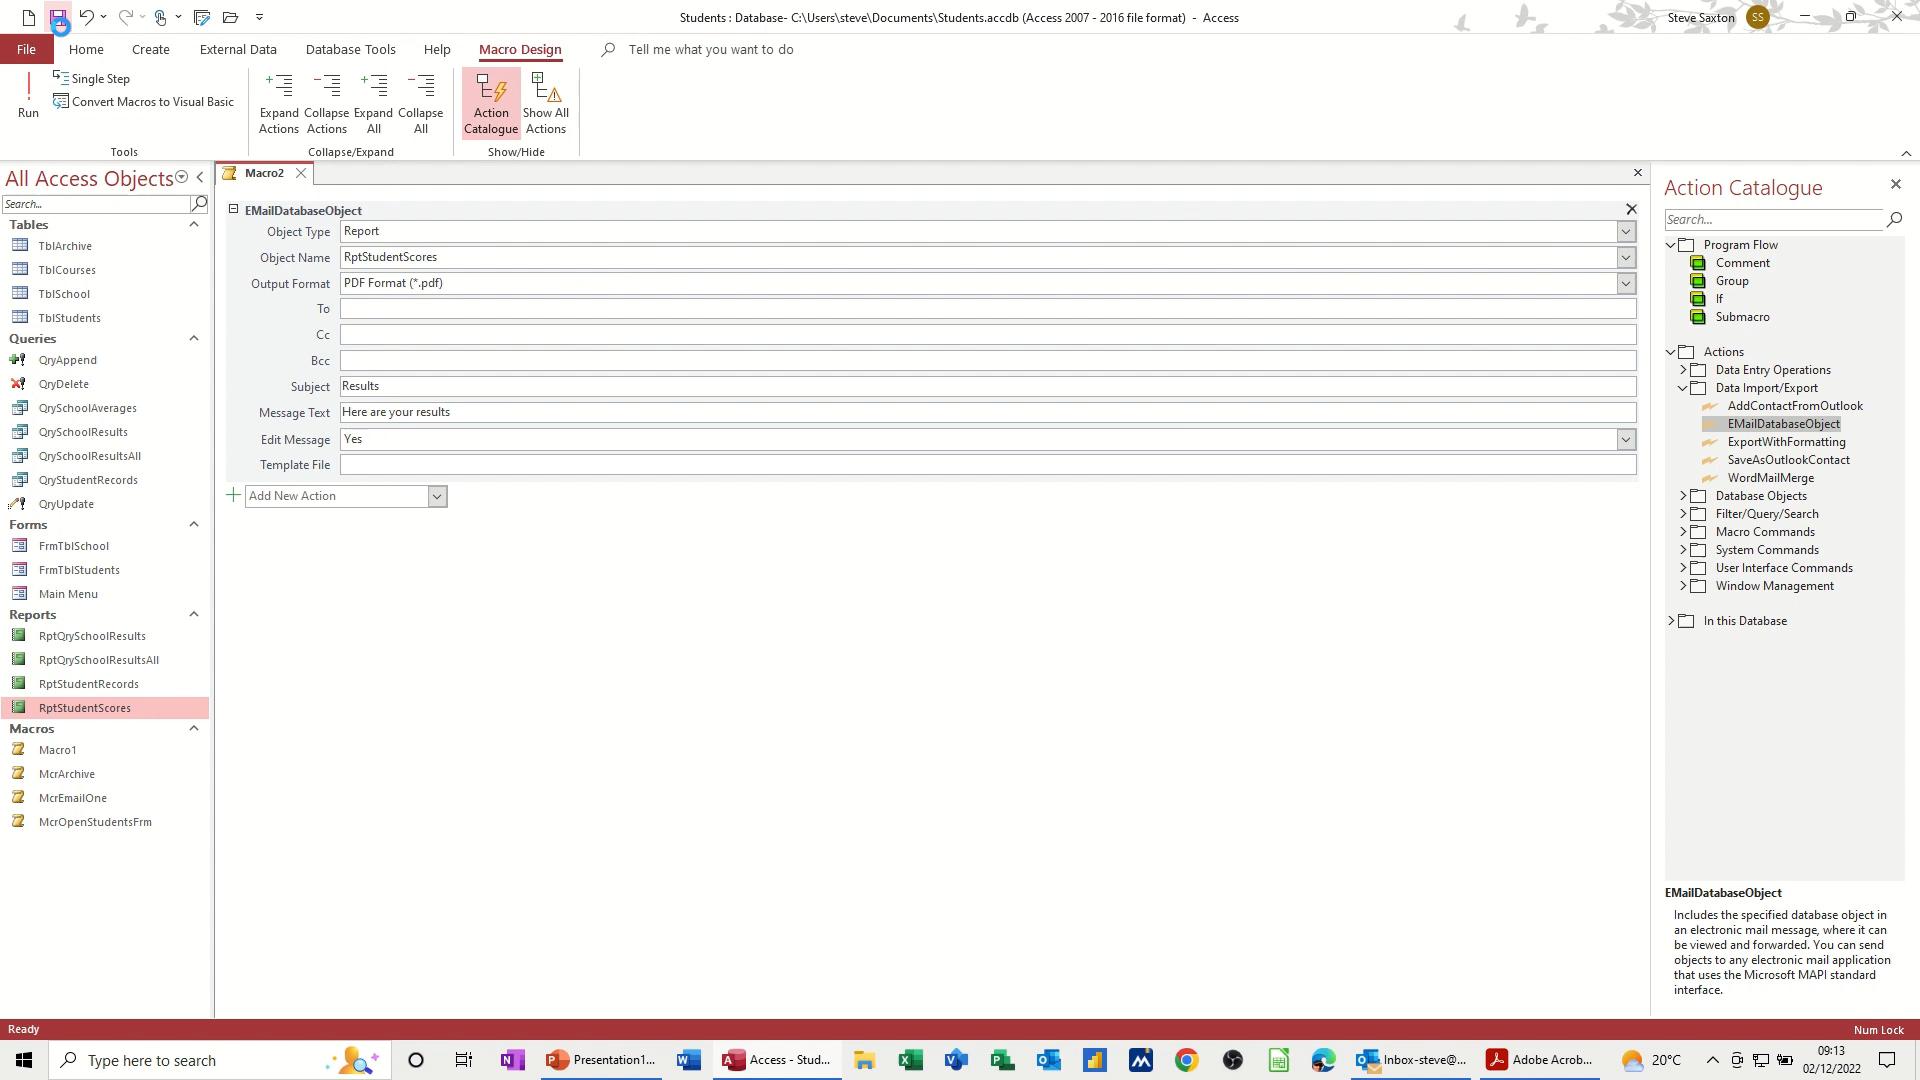 Students : Database- C:\Users\steve\Documents\Students.accdb (Access 2007 - 2016 file format) - Access
Steve Saxton
SS
File
Home
Create
External Data
Database Tools
Help
Macro Design
Tell me what you want to do
Run
Single Step
Convert Macros to Visual Basic
Tools
Expand Actions
Collapse Actions
Expand All
Collapse All
Collapse/Expand
Action Catalogue
Show All Actions
Show/Hide
All Access Objects
Search...
Tables
TblArchive
TblCourses
TblSchool
TblStudents
Queries
QryAppend
QryDelete
QrySchoolAverages
QrySchoolResults
QrySchoolResultsAll
QryStudentRecords
QryUpdate
Forms
FrmTblSchool
FrmTblStudents
Main Menu
Reports
RptQrySchoolResults
RptQrySchoolResultsAll
RptStudentRecords
RptStudentScores
Macros
Macro1
McrArchive
McrEmailOne
McrOpenStudentsFrm
Macro2
EMailDatabaseObject
Object Type Report
Object Name RptStudentScores
Output Format PDF Format (*.pdf)
To
Cc
Bcc
Subject Results
Message Text Here are your results
Edit Message Yes
Template File
Add New Action
Action Catalogue
Search...
Program Flow
Comment
Group
If
Submacro
Actions
Data Entry Operations
Data Import/Export
AddContactFromOutlook
EMailDatabaseObject
ExportWithFormatting
SaveAsOutlookContact
WordMailMerge
Database Objects
Filter/Query/Search
Macro Commands
System Commands
User Interface Commands
Window Management
In this Database
EMailDatabaseObject
Includes the specified database object in
an electronic mail message, where it can
be viewed and forwarded. You can send
objects to any electronic mail application
that uses the Microsoft MAPI standard
interface.
Ready
Num Lock
Type here to search
Presentation1...
Access - Stud...
Inbox-steve@...
Adobe Acrob...
20°C
09:13
02/12/2022